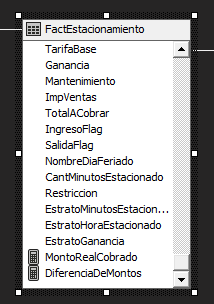 FactEstacionamiento
TarifaBase
Ganancia
Mantenimiento
ImpVentas
TotalACobrar
IngresoFlag
SalidaFlag
NombreDiaFeriado
CantMinutosEstacionado
Restriccion
EstratoMinutosEstacion...
EstratoHoraEstacionado
EstratoGanancia
MontoRealCobrado
DiferenciaDeMontos